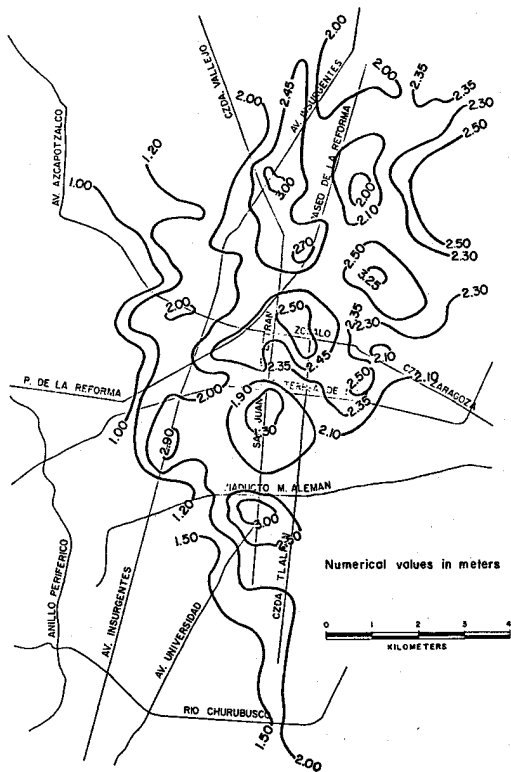 2.00
2.00
2.35
2.35
2.30
2.50
CZDA VALLEJO
2.00
2.45
AV. INSURGENTES
PASEO DE LA REFORMA
AV. AZCAPOTZALCO
1.20
1.00
3.00
2.00
2.10
2.70
2.50
3.25
2.50
2.30
2.30
2.00
2.50
ZOCALO
2.35
2.30
2.35
2.45
2.10
P. DE LA REFORMA
2.00
1.90
2.50
2.35
2.10
ZARAGOZA
1.00
2.90
SAN JUAN
2.10
1.20
VIADUCTO M. ALEMAN
3.00
1.50
Numerical values in meters
0 1 2 3 4
KILOMETERS
ANILLO PERIFERICO
AV. INSURGENTES
AV. UNIVERSIDAD
CZDA TLALPAN
RIO CHURUBUSCO
1.50
2.00